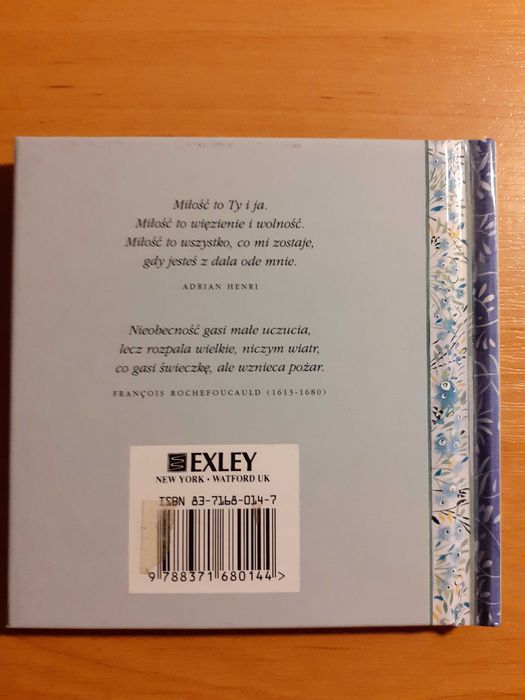 Miłość to Ty i ja.
Miłość to więzienie i wolność.
Miłość to wszystko, co mi zostaje,
gdy jesteś z dala ode mnie.
ADRIAN HENRI
Nieobecność gasi małe uczucia,
lecz rozpala wielkie, niczym wiatr,
co gasi świeczkę, ale wznieca pożar.
FRANÇOIS ROCHEFOUCAULD (1613-1680)
EXLEY
NEW YORK • WATFORD UK
ISBN 83-7168-014-7
9 788371 680144 >